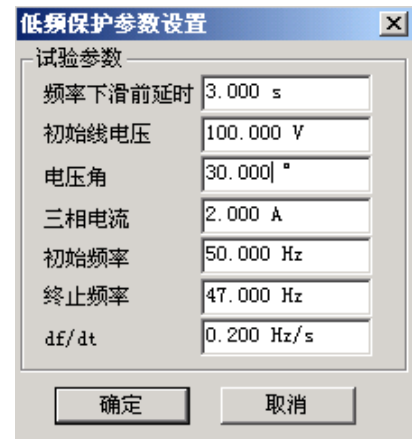 低频保护参数设置
试验参数
频率下滑前延时 3.000 s
初始线电压 100.000 V
电压角 30.000 °
三相电流 2.000 A
初始频率 50.000 Hz
终止频率 47.000 Hz
df/dt 0.200 Hz/s
确定 取消